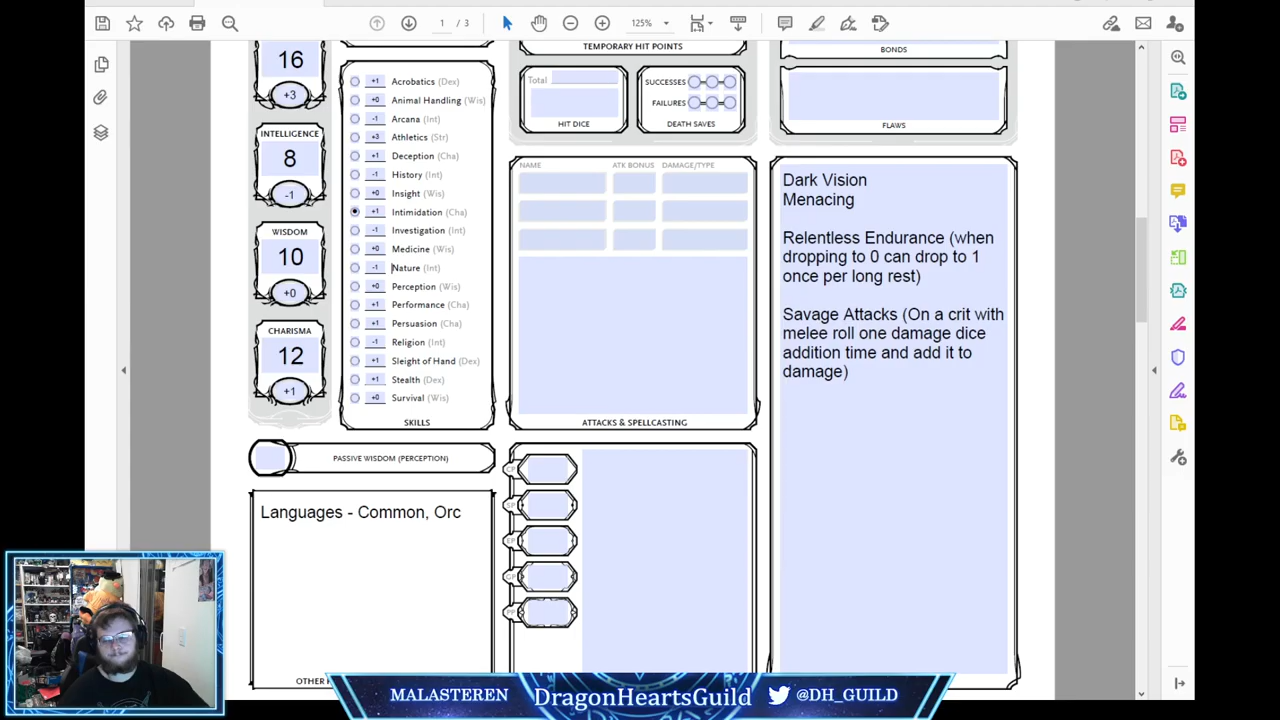 1 / 3
125%
16
+3
INTELLIGENCE
8
-1
WISDOM
10
+0
CHARISMA
12
+1
+1 Acrobatics (Dex)
+0 Animal Handling (Wis)
-1 Arcana (Int)
+3 Athletics (Str)
+1 Deception (Cha)
-1 History (Int)
+0 Insight (Wis)
+1 Intimidation (Cha)
-1 Investigation (Int)
+0 Medicine (Wis)
-1 Nature (Int)
+0 Perception (Wis)
+1 Performance (Cha)
+1 Persuasion (Cha)
-1 Religion (Int)
+1 Sleight of Hand (Dex)
+1 Stealth (Dex)
+0 Survival (Wis)
SKILLS
PASSIVE WISDOM (PERCEPTION)
Languages - Common, Orc
TEMPORARY HIT POINTS
Total
HIT DICE
SUCCESSES
FAILURES
DEATH SAVES
NAME ATK BONUS DAMAGE/TYPE
ATTACKS & SPELLCASTING
CP
SP
EP
GP
PP
BONDS
FLAWS
Dark Vision
Menacing
Relentless Endurance (when
dropping to 0 can drop to 1
once per long rest)
Savage Attacks (On a crit with
melee roll one damage dice
addition time and add it to
damage)
OTHER
MALASTEREN
DragonHeartsGuild
@DH_GUILD